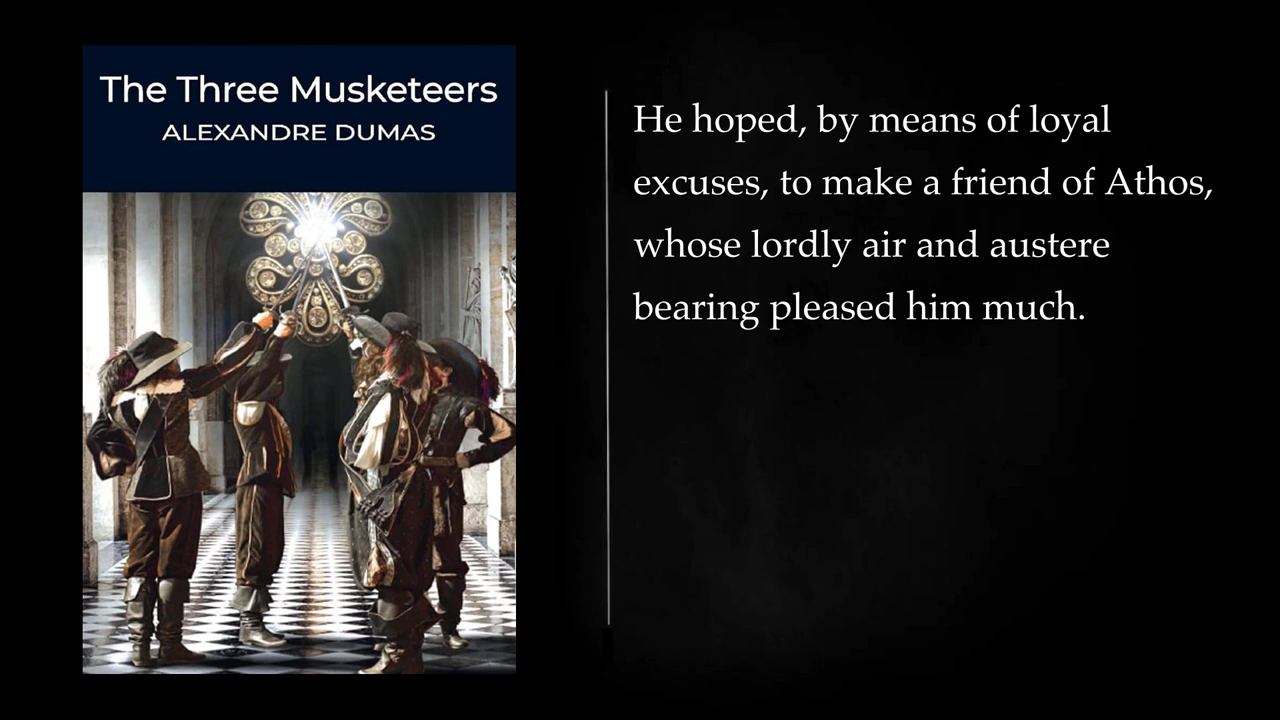 The Three Musketeers
ALEXANDRE DUMAS
He hoped, by means of loyal
excuses, to make a friend of Athos,
whose lordly air and austere
bearing pleased him much.